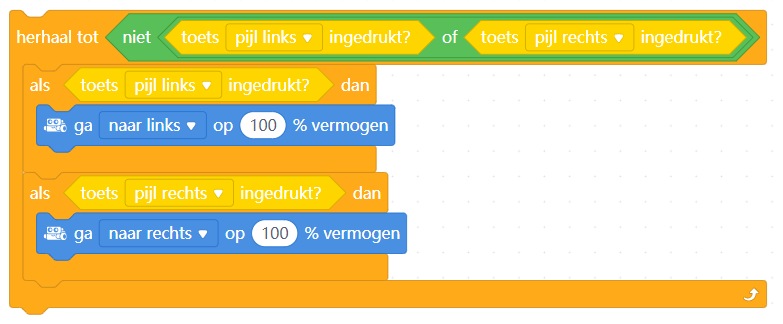 herhaal tot niet toets pijl links ingedrukt? of toets pijl rechts ingedrukt?
als toets pijl links ingedrukt? dan
ga naar links op 100 % vermogen
als toets pijl rechts ingedrukt? dan
ga naar rechts op 100 % vermogen